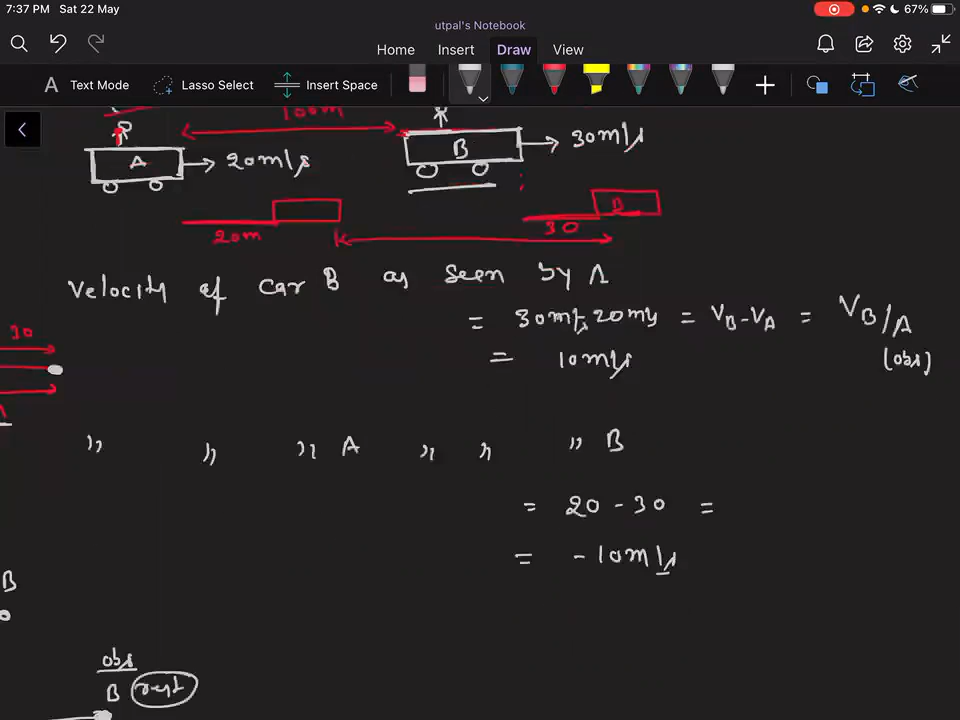 7:37 PM Sat 22 May 67%
utpal's Notebook
Home Insert Draw View
A Text Mode Lasso Select Insert Space
100m
A → 20m/s B → 30m/s
20m 30 B
Velocity of car B as seen by A
= 30m/s, 20m/s = VB - VA = VB/A
= 10m/s (obs)
30
" " " A " " " B
= 20 - 30 =
= -10m/s
B
obs
B rest